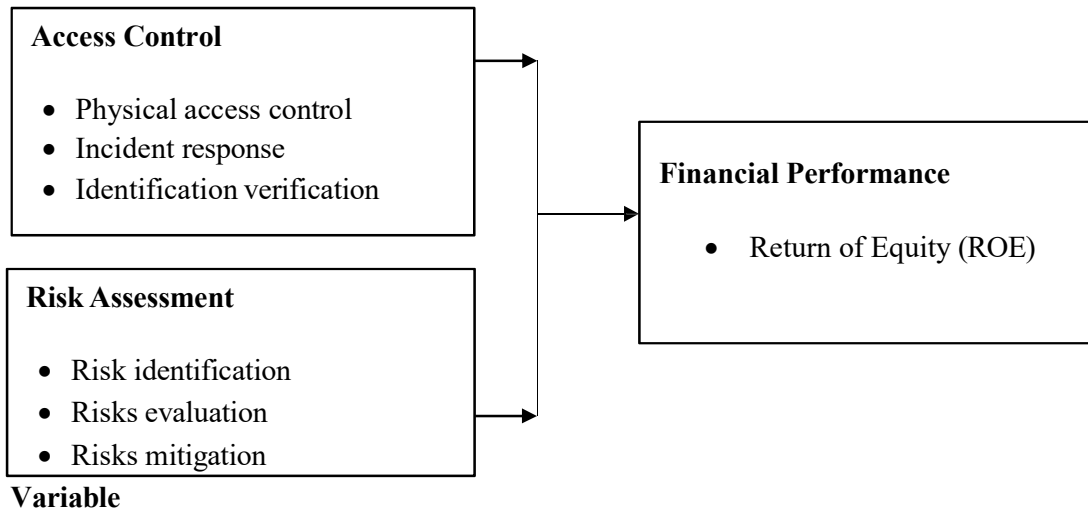 Access Control
• Physical access control
• Incident response
• Identification verification
Risk Assessment
• Risk identification
• Risks evaluation
• Risks mitigation
Variable
Financial Performance
• Return of Equity (ROE)